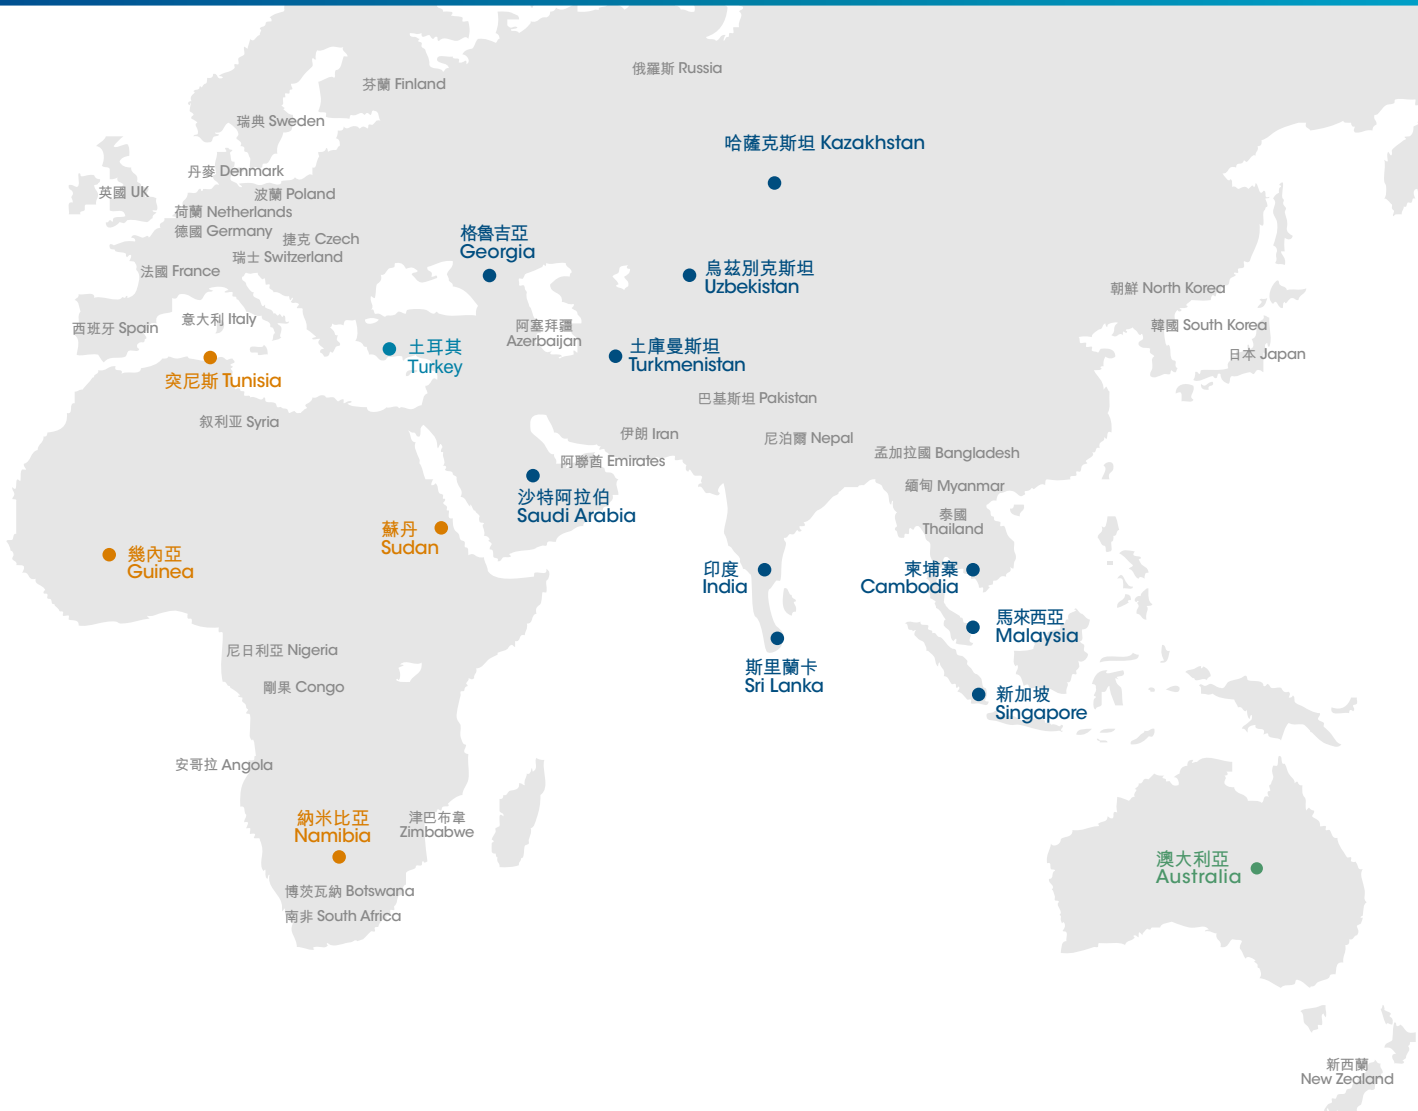 俄羅斯 Russia
芬蘭 Finland
瑞典 Sweden
哈薩克斯坦 Kazakhstan
丹麥 Denmark
英國 UK
波蘭 Poland
荷蘭 Netherlands
德國 Germany
捷克 Czech
瑞士 Switzerland
法國 France
格魯吉亞
Georgia
烏茲別克斯坦
Uzbekistan
朝鮮 North Korea
西班牙 Spain
意大利 Italy
阿塞拜疆
Azerbaijan
韓國 South Korea
日本 Japan
土耳其
Turkey
土庫曼斯坦
Turkmenistan
突尼斯 Tunisia
巴基斯坦 Pakistan
叙利亚 Syria
伊朗 Iran
尼泊爾 Nepal
孟加拉國 Bangladesh
阿聯酋 Emirates
緬甸 Myanmar
沙特阿拉伯
Saudi Arabia
泰國
Thailand
蘇丹
Sudan
幾內亞
Guinea
印度
India
柬埔寨
Cambodia
馬來西亞
Malaysia
尼日利亞 Nigeria
斯里蘭卡
Sri Lanka
剛果 Congo
新加坡
Singapore
安哥拉 Angola
納米比亞
Namibia
津巴布韋
Zimbabwe
澳大利亞
Australia
博茨瓦納 Botswana
南非 South Africa
新西蘭
New Zealand